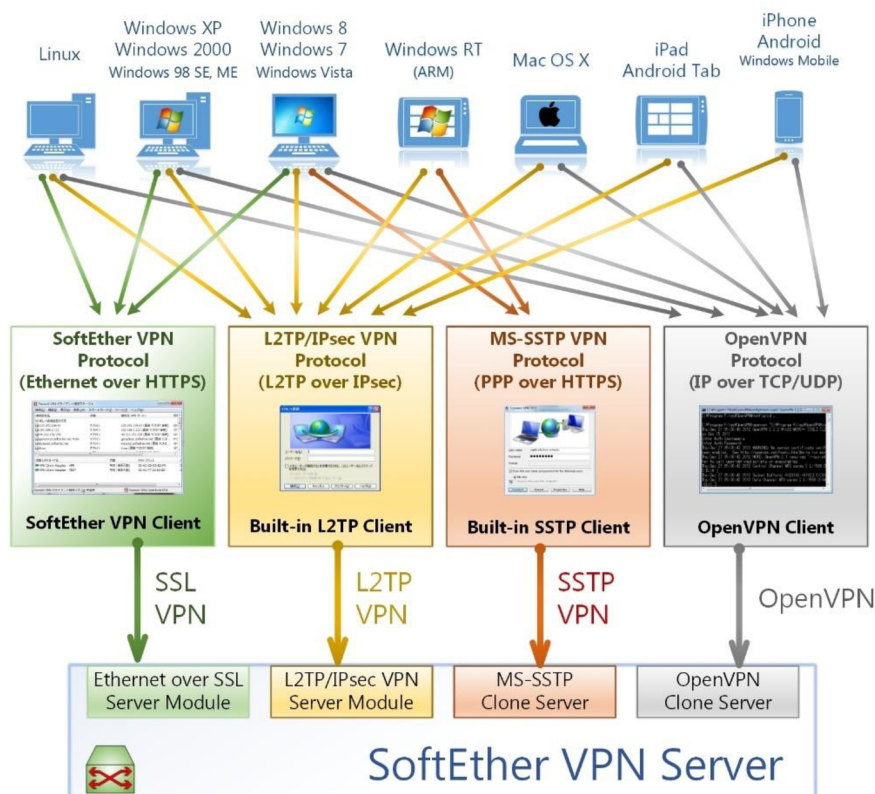 Linux
Windows XP
Windows 2000
Windows 98 SE, ME
Windows 8
Windows 7
Windows Vista
Windows RT
(ARM)
Mac OS X
iPad
Android Tab
iPhone
Android
Windows Mobile
SoftEther VPN
Protocol
(Ethernet over HTTPS)
SoftEther VPN Client
L2TP/IPsec VPN
Protocol
(L2TP over IPsec)
Built-in L2TP Client
MS-SSTP VPN
Protocol
(PPP over HTTPS)
Built-in SSTP Client
OpenVPN
Protocol
(IP over TCP/UDP)
OpenVPN Client
SSL
VPN
L2TP
VPN
SSTP
VPN
OpenVPN
Ethernet over SSL
Server Module
L2TP/IPsec VPN
Server Module
MS-SSTP
Clone Server
OpenVPN
Clone Server
SoftEther VPN Server